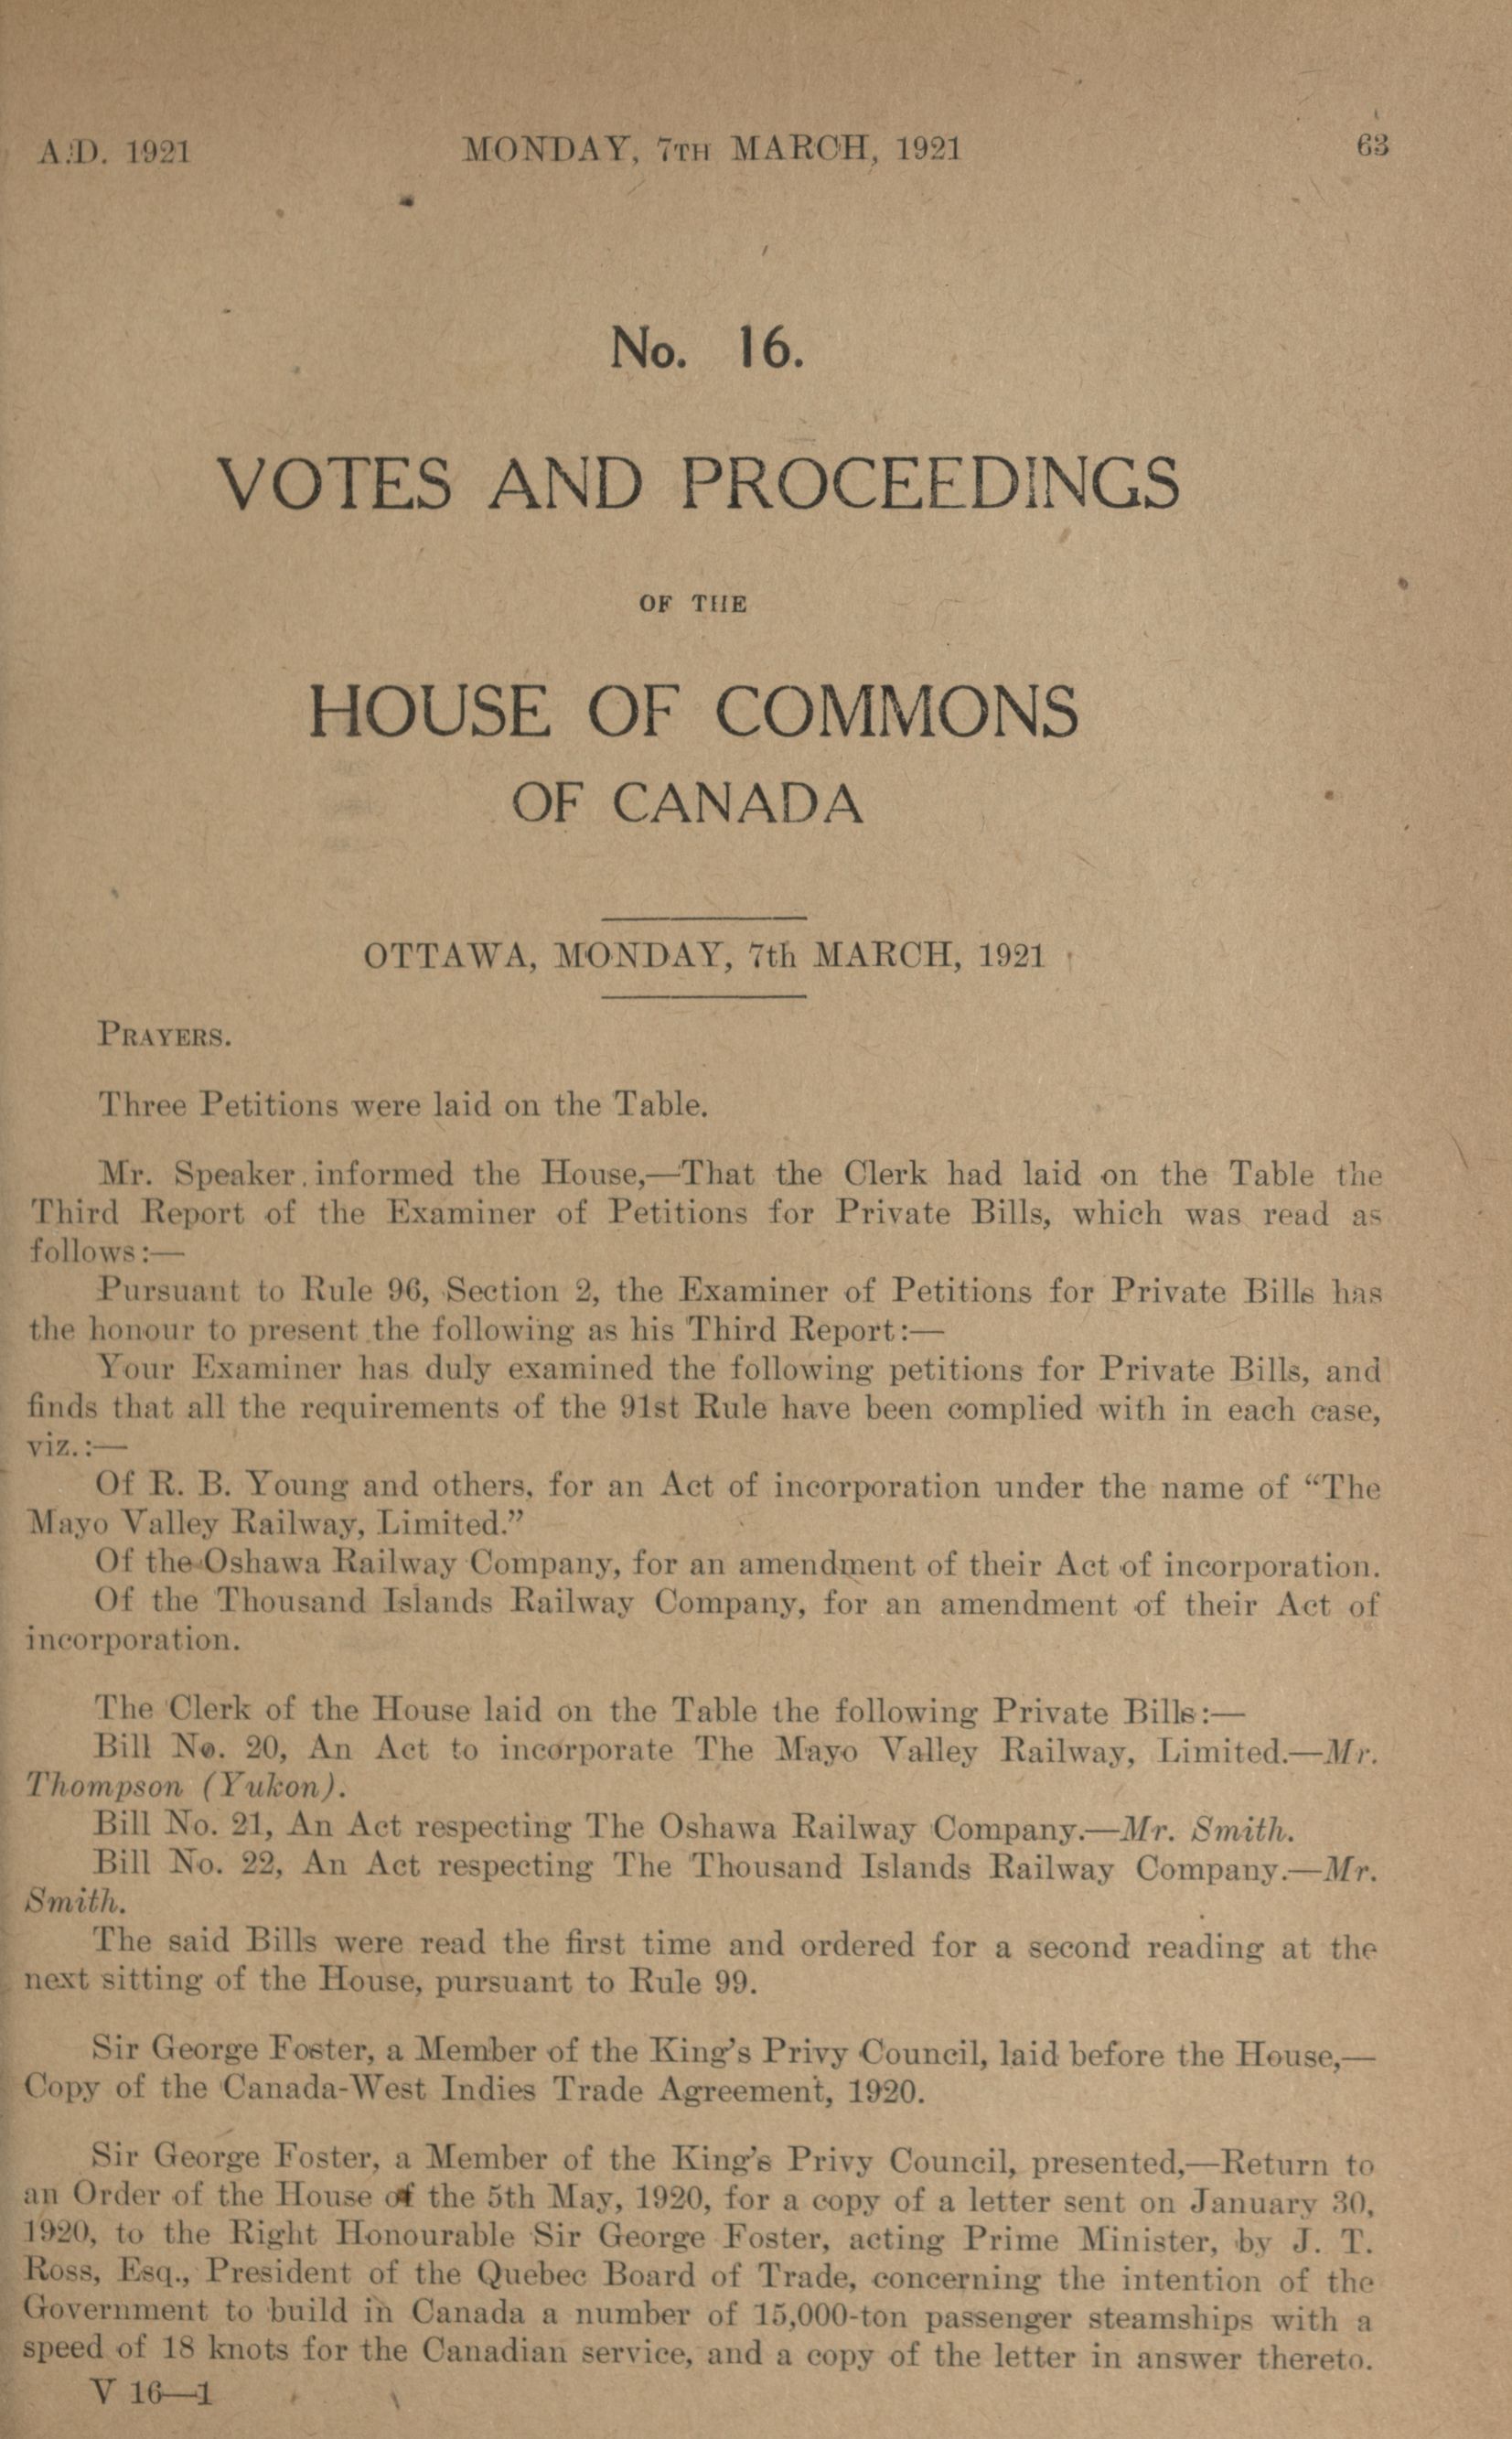 A.D. 1921 MONDAY, 7TH MARCH, 1921 63
No. 16.
VOTES AND PROCEEDINGS
OF THE
HOUSE OF COMMONS
OF CANADA
OTTAWA, MONDAY, 7th MARCH, 1921
PRAYERS.
Three Petitions were laid on the Table.
Mr. Speaker informed the House,—That the Clerk had laid on the Table the
Third Report of the Examiner of Petitions for Private Bills, which was read as
follows:—
Pursuant to Rule 96, Section 2, the Examiner of Petitions for Private Bills has
the honour to present the following as his Third Report:—
Your Examiner has duly examined the following petitions for Private Bills, and
finds that all the requirements of the 91st Rule have been complied with in each case,
viz.:—
Of R. B. Young and others, for an Act of incorporation under the name of “The
Mayo Valley Railway, Limited.”
Of the Oshawa Railway Company, for an amendment of their Act of incorporation.
Of the Thousand Islands Railway Company, for an amendment of their Act of
incorporation.
The Clerk of the House laid on the Table the following Private Bills:—
Bill No. 20, An Act to incorporate The Mayo Valley Railway, Limited.—Mr.
Thompson (Yukon).
Bill No. 21, An Act respecting The Oshawa Railway Company.—Mr. Smith.
Bill No. 22, An Act respecting The Thousand Islands Railway Company.—Mr.
Smith.
The said Bills were read the first time and ordered for a second reading at the
next sitting of the House, pursuant to Rule 99.
Sir George Foster, a Member of the King’s Privy Council, laid before the House,—
Copy of the Canada-West Indies Trade Agreement, 1920.
Sir George Foster, a Member of the King’s Privy Council, presented,—Return to
an Order of the House of the 5th May, 1920, for a copy of a letter sent on January 30,
1920, to the Right Honourable Sir George Foster, acting Prime Minister, by J. T.
Ross, Esq., President of the Quebec Board of Trade, concerning the intention of the
Government to build in Canada a number of 15,000-ton passenger steamships with a
speed of 18 knots for the Canadian service, and a copy of the letter in answer thereto.
V 16—1